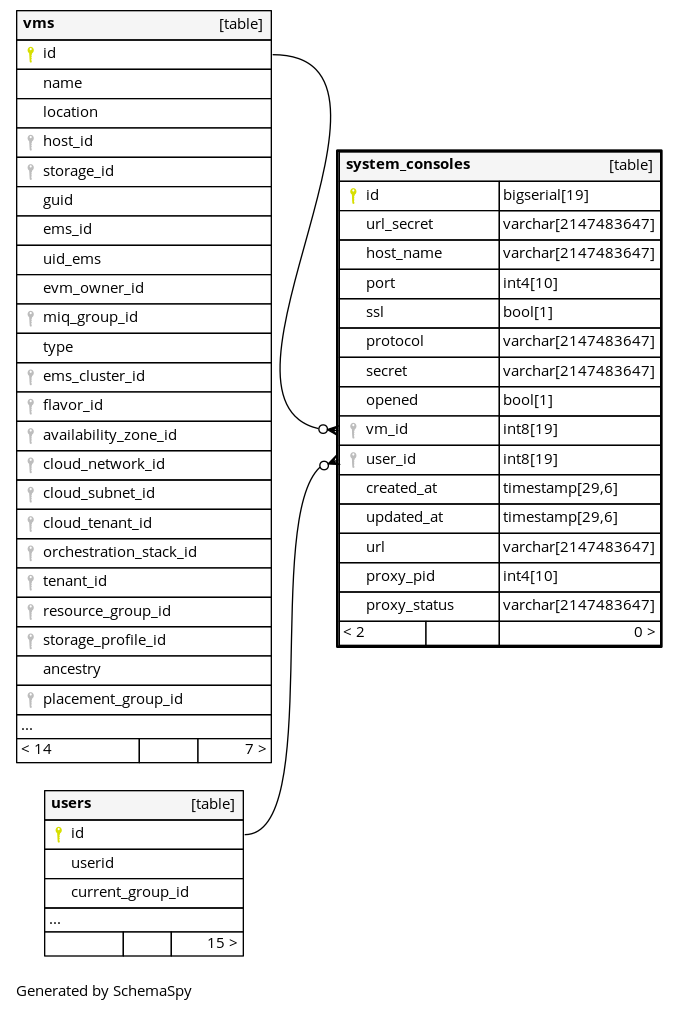 vms [table]
id
name
location
host_id
storage_id
guid
ems_id
uid_ems
evm_owner_id
miq_group_id
type
ems_cluster_id
flavor_id
availability_zone_id
cloud_network_id
cloud_subnet_id
cloud_tenant_id
orchestration_stack_id
tenant_id
resource_group_id
storage_profile_id
ancestry
placement_group_id
...
< 14 7 >
system_consoles [table]
id bigserial[19]
url_secret varchar[2147483647]
host_name varchar[2147483647]
port int4[10]
ssl bool[1]
protocol varchar[2147483647]
secret varchar[2147483647]
opened bool[1]
vm_id int8[19]
user_id int8[19]
created_at timestamp[29,6]
updated_at timestamp[29,6]
url varchar[2147483647]
proxy_pid int4[10]
proxy_status varchar[2147483647]
< 2 0 >
users [table]
id
userid
current_group_id
...
15 >
Generated by SchemaSpy